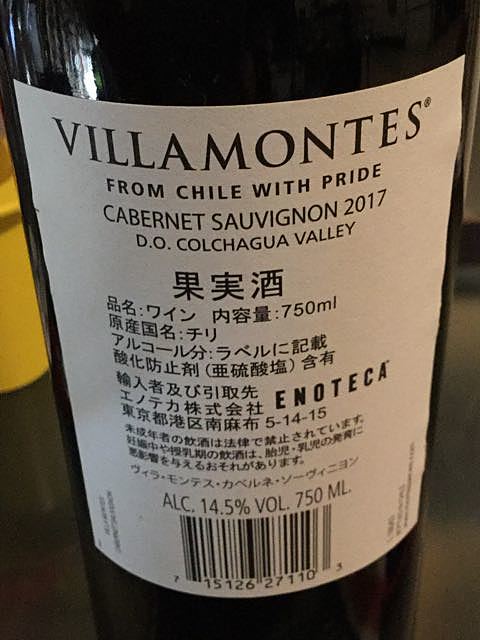 VILLAMONTES®
FROM CHILE WITH PRIDE
CABERNET SAUVIGNON 2017
D.O. COLCHAGUA VALLEY
果実酒
品名:ワイン 内容量:750ml
原産国名:チリ
アルコール分:ラベルに記載
酸化防止剤(亜硫酸塩)含有
輸入者及び引取先
エノテカ株式会社 ENOTECA
東京都港区南麻布 5-14-15
未成年者の飲酒は法律で禁止されています。
妊娠中や授乳期の飲酒は、胎児・乳児の発育に
悪影響を与えるおそれがあります。
ヴィラ・モンテス・カベルネ・ソーヴィニヨン
ALC. 14.5% VOL. 750 ML.
7 15126 27110 3